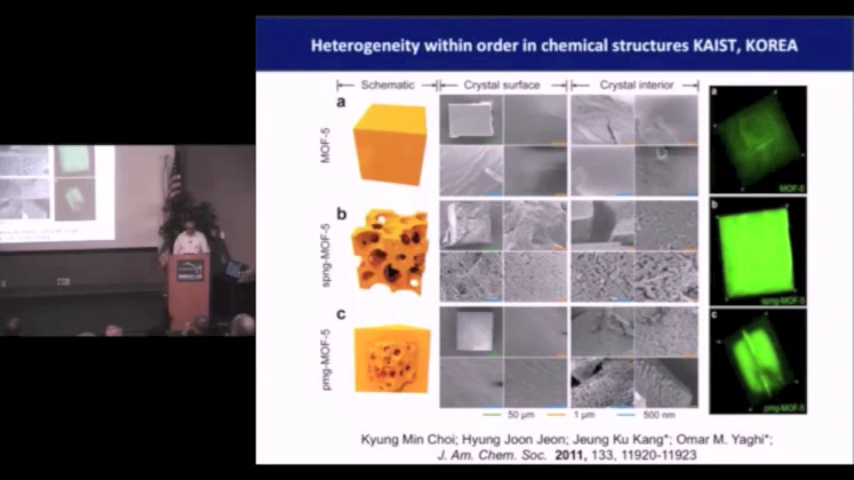 Heterogeneity within order in chemical structures KAIST, KOREA
Schematic
Crystal surface
Crystal interior
a
MOF-5
a
MOF-5
b
spng-MOF-5
b
spng-MOF-5
c
pmg-MOF-5
c
pmg-MOF-5
50 µm
1 µm
500 nm
Kyung Min Choi; Hyung Joon Jeon; Jeung Ku Kang*; Omar M. Yaghi*;
J. Am. Chem. Soc. 2011, 133, 11920-11923